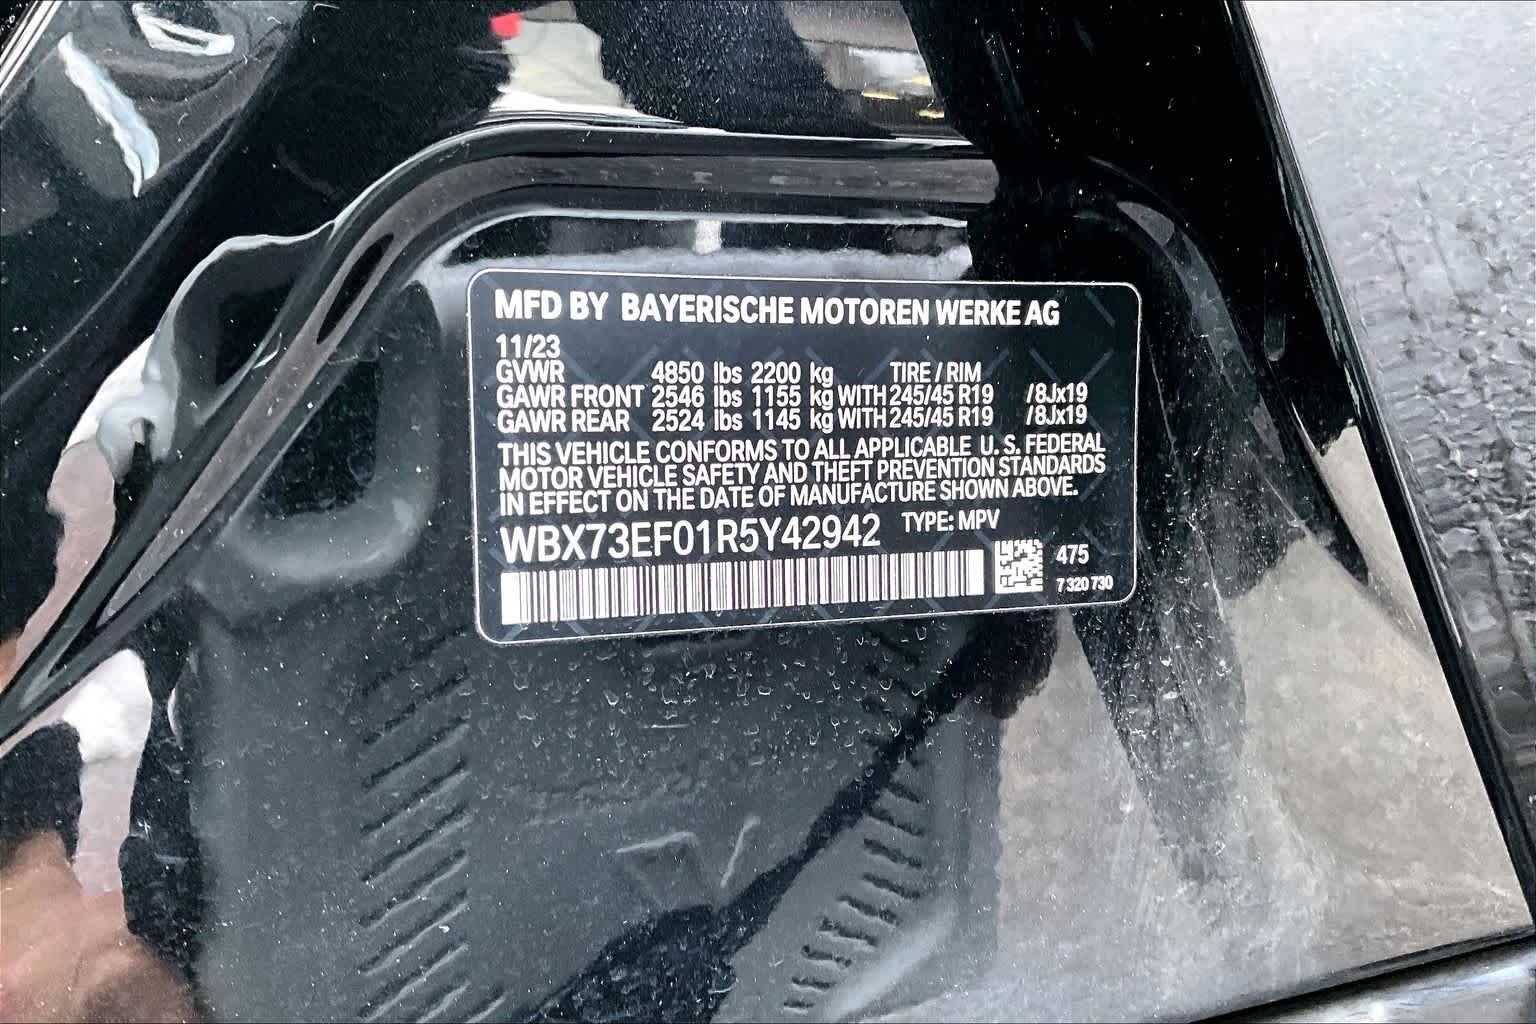 MFD BY BAYERISCHE MOTOREN WERKE AG
11/23
GVWR 4850 lbs 2200 kg TIRE / RIM
GAWR FRONT 2546 lbs 1155 kg WITH 245/45 R19 /8Jx19
GAWR REAR 2524 lbs 1145 kg WITH 245/45 R19 /8Jx19
THIS VEHICLE CONFORMS TO ALL APPLICABLE U. S. FEDERAL
MOTOR VEHICLE SAFETY AND THEFT PREVENTION STANDARDS
IN EFFECT ON THE DATE OF MANUFACTURE SHOWN ABOVE.
WBX73EF01R5Y42942 TYPE: MPV
475
7 320 730